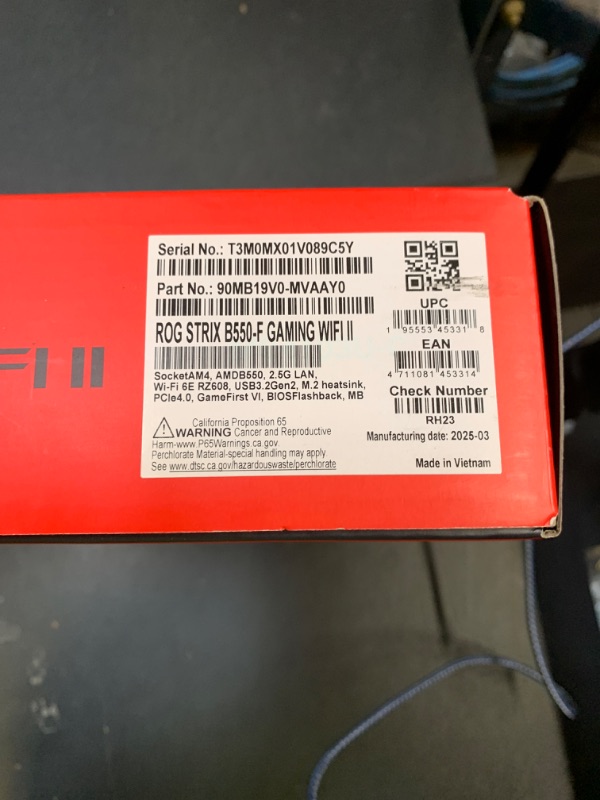 FI II
Serial No.: T3M0MX01V089C5Y
Part No.: 90MB19V0-MVAAY0
ROG STRIX B550-F GAMING WIFI II
SocketAM4, AMDB550, 2.5G LAN,
Wi-Fi 6E RZ608, USB3.2Gen2, M.2 heatsink,
PCIe4.0, GameFirst VI, BIOSFlashback, MB
California Proposition 65
WARNING Cancer and Reproductive
Harm-www.P65Warnings.ca.gov
Perchlorate Material-special handling may apply
See www.dtsc.ca.gov/hazardouswaste/perchlorate
UPC
1 95553 45331 8
EAN
4 711081 453314
Check Number
RH23
Manufacturing date: 2025-03
Made in Vietnam